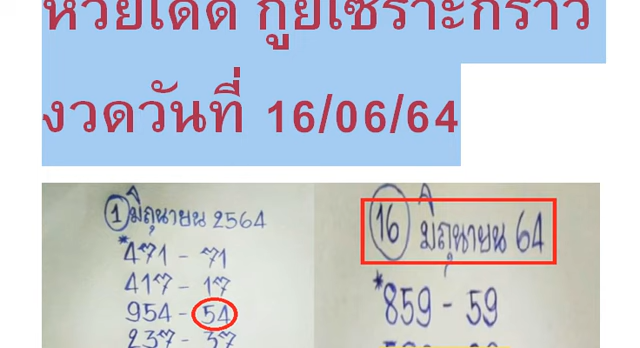 หวยเด็ด กูยเซราะกราว
งวดวันที่ 16/06/64
1 มิถุนายน 2564
*471 - 71
417 - 17
954 - 54
237 - 37
16 มิถุนายน 64
*859 - 59